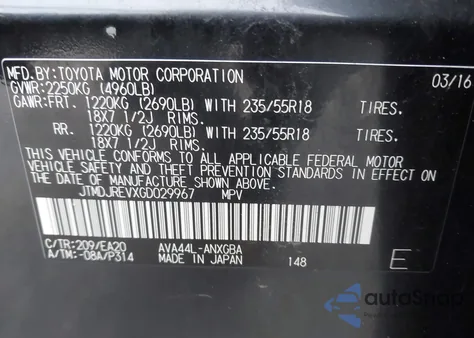 MFD.BY:TOYOTA MOTOR CORPORATION 03/16
GVWR:2250KG (4960LB)
GAWR:FRT. 1220KG (2690LB) WITH 235/55R18 TIRES.
18X7 1/2J RIMS.
RR. 1220KG (2690LB) WITH 235/55R18 TIRES.
18X7 1/2J RIMS.
THIS VEHICLE CONFORMS TO ALL APPLICABLE FEDERAL MOTOR
VEHICLE SAFETY AND THEFT PREVENTION STANDARDS IN EFFECT ON
THE DATE OF MANUFACTURE SHOWN ABOVE.
JTMDJREVXGD029967 MPV
C/TR:209/EA20 AVA44L-ANXGBA
A/TM:-08A/P314 MADE IN JAPAN 148 E
autoSnap